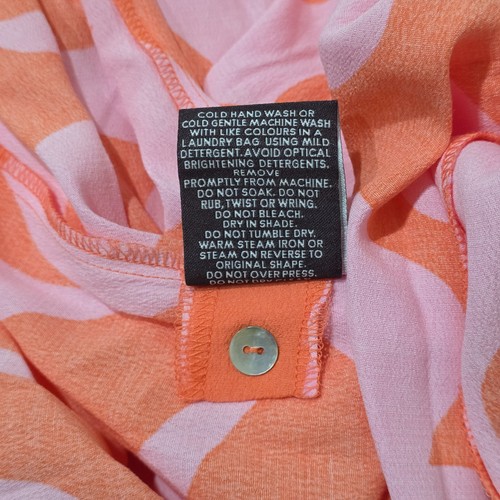 COLD HAND WASH OR
COLD GENTLE MACHINE WASH
WITH LIKE COLOURS IN A
LAUNDRY BAG USING MILD
DETERGENT. AVOID OPTICAL
BRIGHTENING DETERGENTS.
REMOVE
PROMPTLY FROM MACHINE.
DO NOT SOAK. DO NOT
RUB, TWIST OR WRING.
DO NOT BLEACH.
DRY IN SHADE.
DO NOT TUMBLE DRY.
WARM STEAM IRON OR
STEAM ON REVERSE TO
ORIGINAL SHAPE.
DO NOT OVER PRESS.
DO NOT DRY